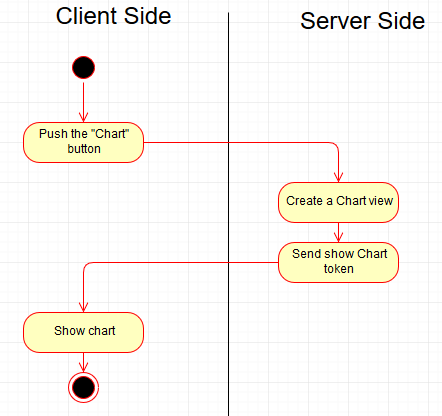 Client Side
Server Side
Push the "Chart"
button
Create a Chart view
Send show Chart
token
Show chart